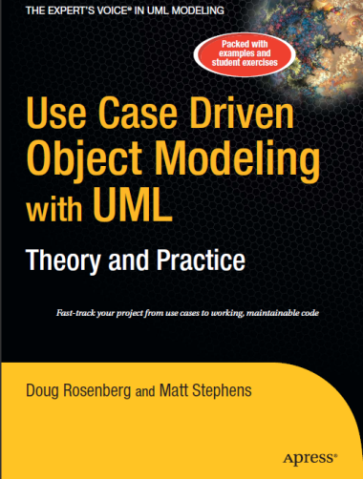 THE EXPERT'S VOICE® IN UML MODELING
Packed with
examples and
student exercises
Use Case Driven
Object Modeling
with UML
Theory and Practice
Fast-track your project from use cases to working, maintainable code
Doug Rosenberg and Matt Stephens
Apress®